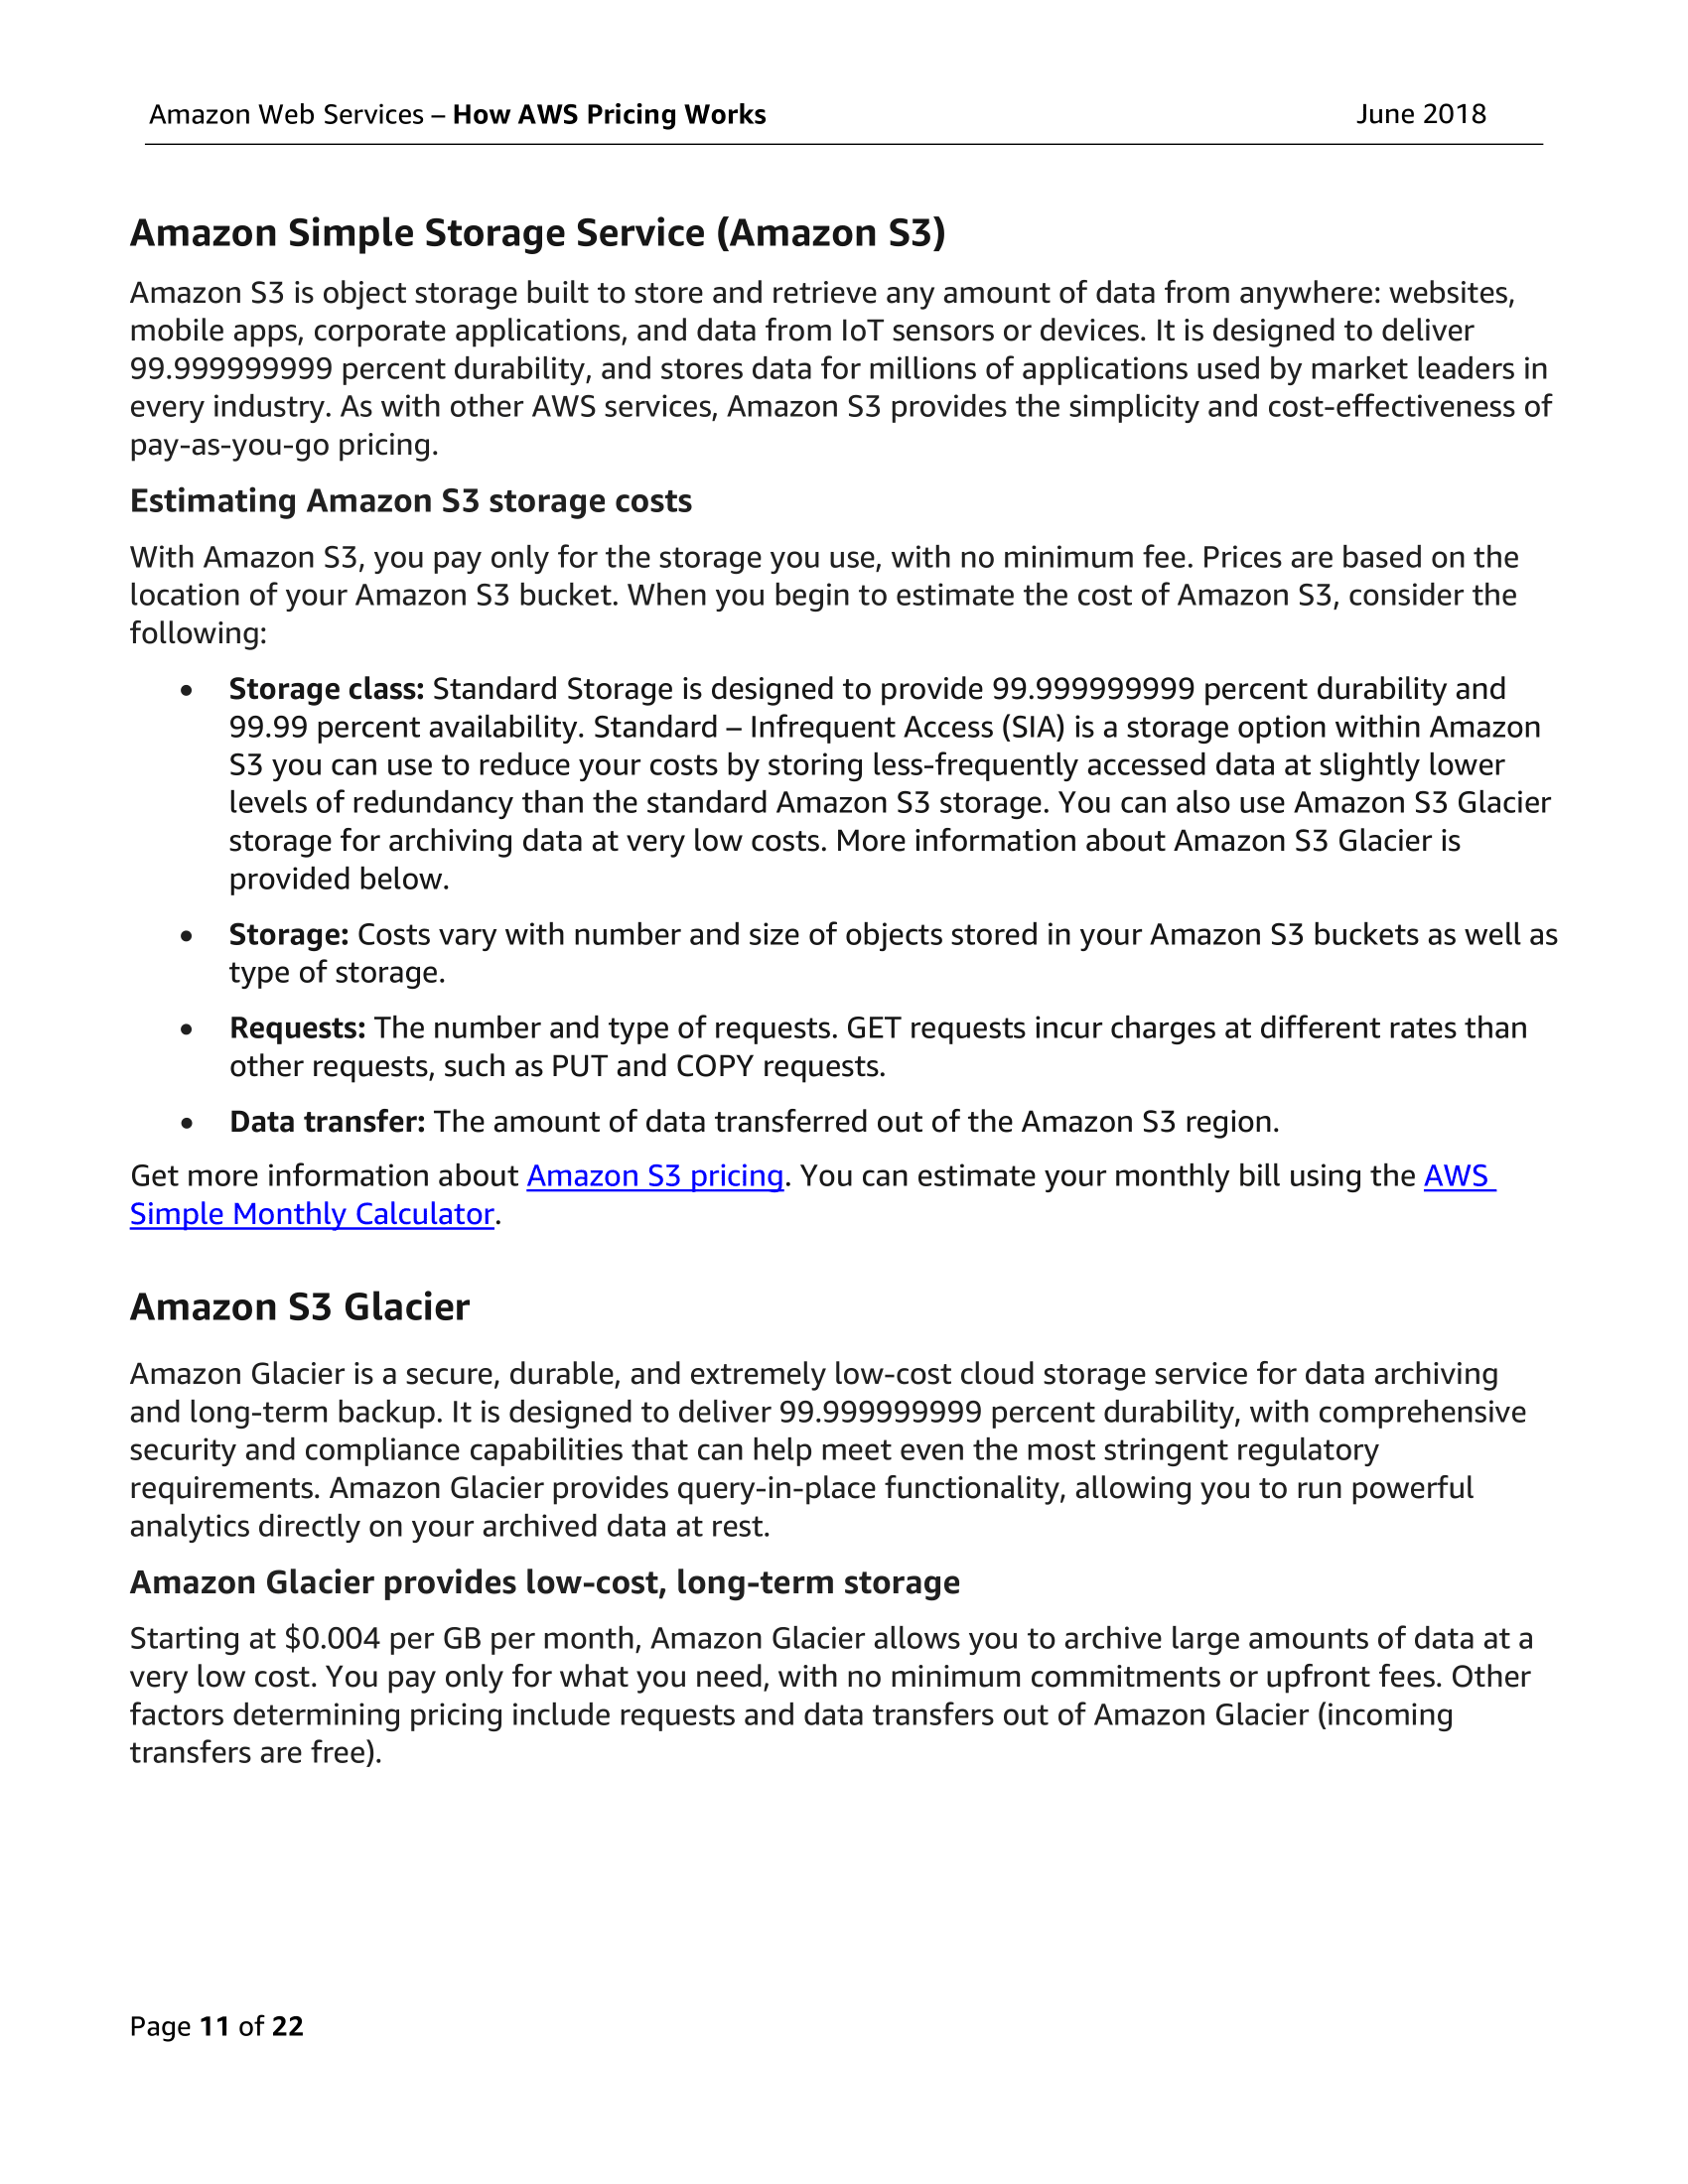 Amazon Web Services – How AWS Pricing Works June 2018
Amazon Simple Storage Service (Amazon S3)
Amazon S3 is object storage built to store and retrieve any amount of data from anywhere: websites,
mobile apps, corporate applications, and data from IoT sensors or devices. It is designed to deliver
99.999999999 percent durability, and stores data for millions of applications used by market leaders in
every industry. As with other AWS services, Amazon S3 provides the simplicity and cost-effectiveness of
pay-as-you-go pricing.
Estimating Amazon S3 storage costs
With Amazon S3, you pay only for the storage you use, with no minimum fee. Prices are based on the
location of your Amazon S3 bucket. When you begin to estimate the cost of Amazon S3, consider the
following:
• Storage class: Standard Storage is designed to provide 99.999999999 percent durability and
99.99 percent availability. Standard – Infrequent Access (SIA) is a storage option within Amazon
S3 you can use to reduce your costs by storing less-frequently accessed data at slightly lower
levels of redundancy than the standard Amazon S3 storage. You can also use Amazon S3 Glacier
storage for archiving data at very low costs. More information about Amazon S3 Glacier is
provided below.
• Storage: Costs vary with number and size of objects stored in your Amazon S3 buckets as well as
type of storage.
• Requests: The number and type of requests. GET requests incur charges at different rates than
other requests, such as PUT and COPY requests.
• Data transfer: The amount of data transferred out of the Amazon S3 region.
Get more information about Amazon S3 pricing. You can estimate your monthly bill using the AWS
Simple Monthly Calculator.
Amazon S3 Glacier
Amazon Glacier is a secure, durable, and extremely low-cost cloud storage service for data archiving
and long-term backup. It is designed to deliver 99.999999999 percent durability, with comprehensive
security and compliance capabilities that can help meet even the most stringent regulatory
requirements. Amazon Glacier provides query-in-place functionality, allowing you to run powerful
analytics directly on your archived data at rest.
Amazon Glacier provides low-cost, long-term storage
Starting at $0.004 per GB per month, Amazon Glacier allows you to archive large amounts of data at a
very low cost. You pay only for what you need, with no minimum commitments or upfront fees. Other
factors determining pricing include requests and data transfers out of Amazon Glacier (incoming
transfers are free).
Page 11 of 22